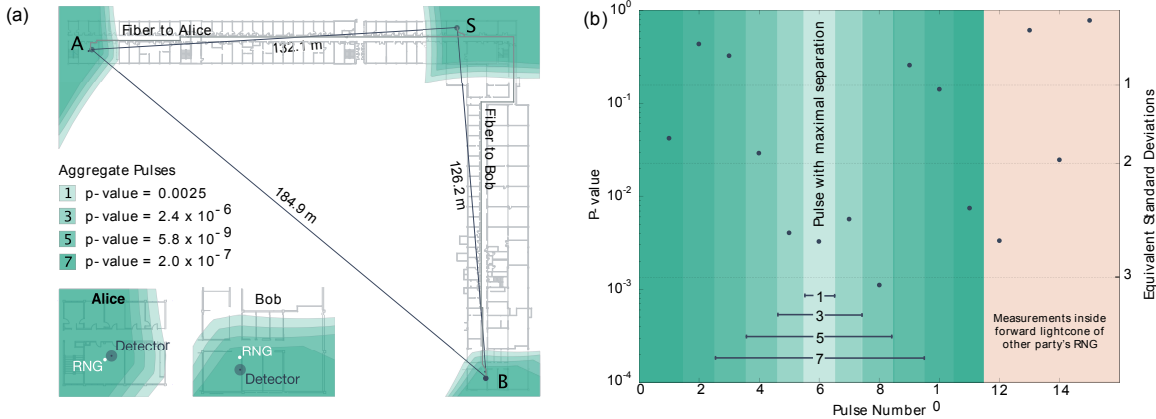 (a)
Fiber to Alice
A
S
132.1 m
Fiber to Bob
126.2 m
184.9 m
B
Aggregate Pulses
1 p-value = 0.0025
3 p-value = 2.4 x 10⁻⁶
5 p-value = 5.8 x 10⁻⁹
7 p-value = 2.0 x 10⁻⁷
Alice
RNG
Detector
Bob
RNG
Detector
(b)
P-value
10⁰
10⁻¹
10⁻²
10⁻³
10⁻⁴
Pulse with maximal separation
1
3
5
7
Measurements inside
forward lightcone of
other party's RNG
1
2
3
Equivalent Standard Deviations
0 2 4 6 8 1 12 14
0
Pulse Number